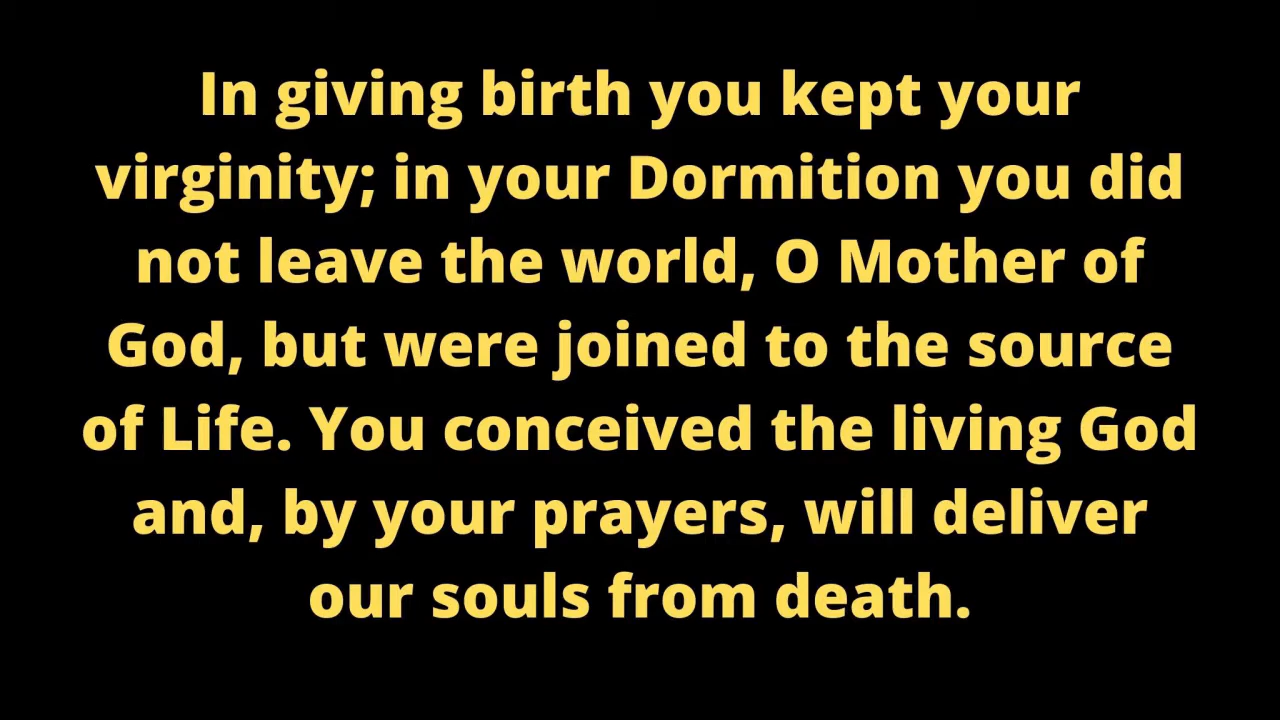 In giving birth you kept your
virginity; in your Dormition you did
not leave the world, O Mother of
God, but were joined to the source
of Life. You conceived the living God
and, by your prayers, will deliver
our souls from death.